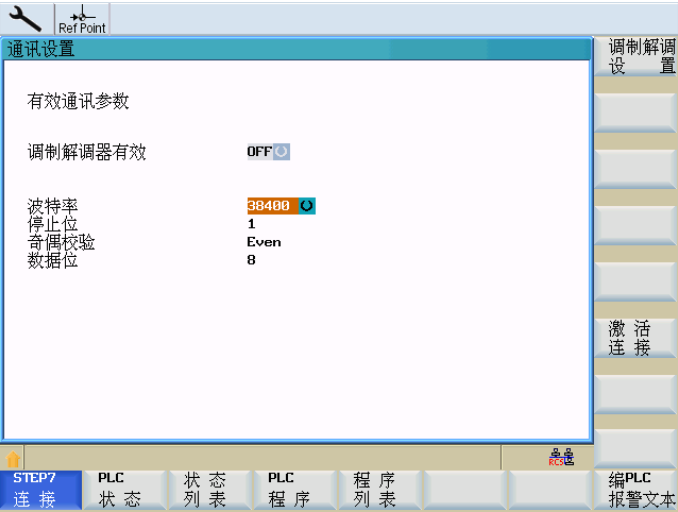 Ref Point
通讯设置
调制解调
设 置
有效通讯参数
调制解调器有效 OFF
波特率 38400
停止位 1
奇偶校验 Even
数据位 8
激 活
连 接
RCS
STEP7
连 接
PLC
状 态
状 态
列 表
PLC
程 序
程 序
列 表
编PLC
报警文本